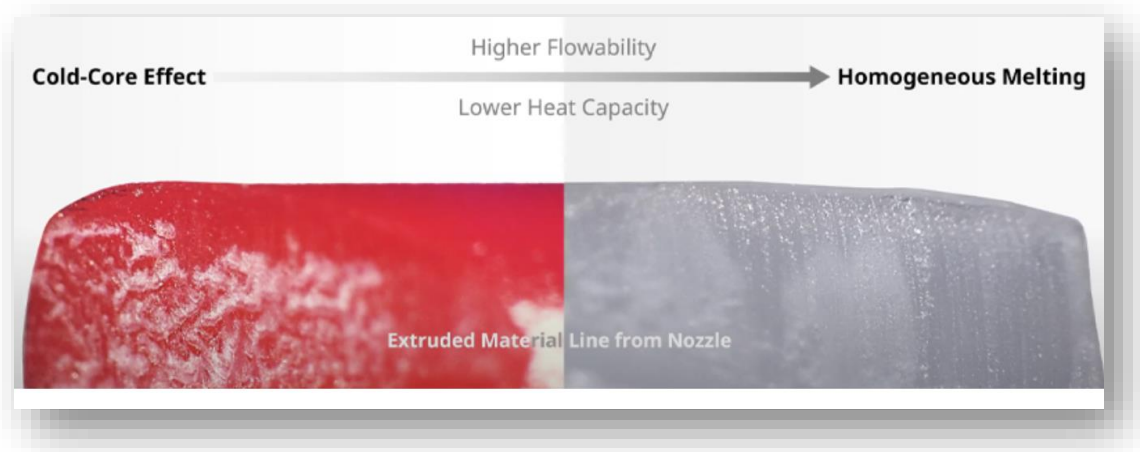 Higher Flowability
Cold-Core Effect
Homogeneous Melting
Lower Heat Capacity
Extruded Material Line from Nozzle